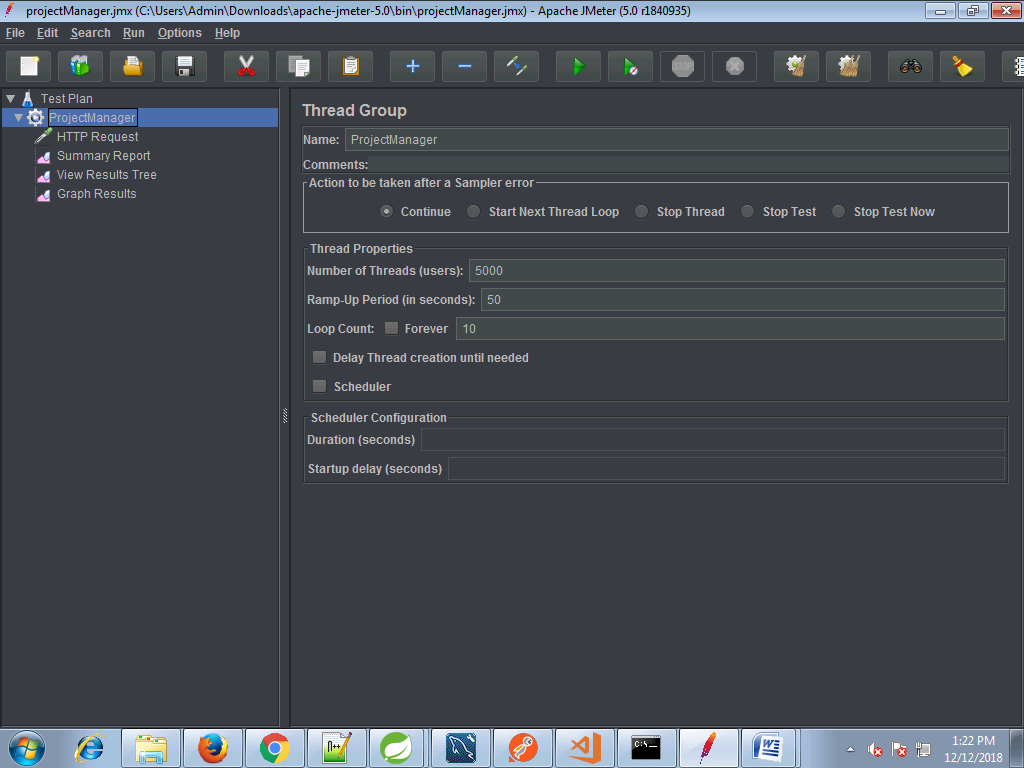 projectManager.jmx (C:\Users\Admin\Downloads\apache-jmeter-5.0\bin\projectManager.jmx) - Apache JMeter (5.0 r1840935)
File Edit Search Run Options Help
STOP
Test Plan
ProjectManager
HTTP Request
Summary Report
View Results Tree
Graph Results
Thread Group
Name: ProjectManager
Comments:
Action to be taken after a Sampler error
Continue Start Next Thread Loop Stop Thread Stop Test Stop Test Now
Thread Properties
Number of Threads (users): 5000
Ramp-Up Period (in seconds): 50
Loop Count: Forever 10
Delay Thread creation until needed
Scheduler
Scheduler Configuration
Duration (seconds)
Startup delay (seconds)
C:\_
W
1:22 PM
12/12/2018